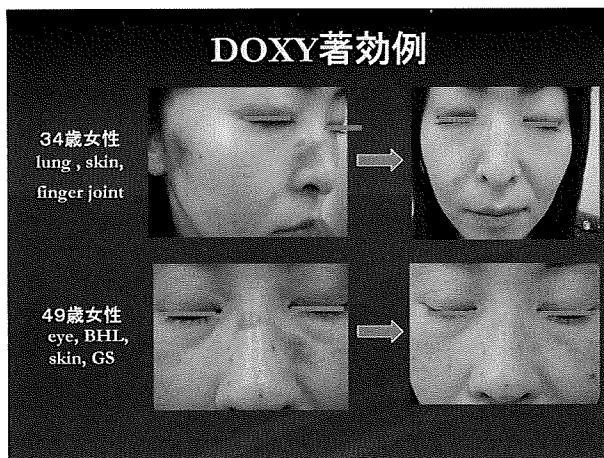 DOXY著効例
34歳女性
lung , skin,
finger joint
49歳女性
eye, BHL,
skin, GS